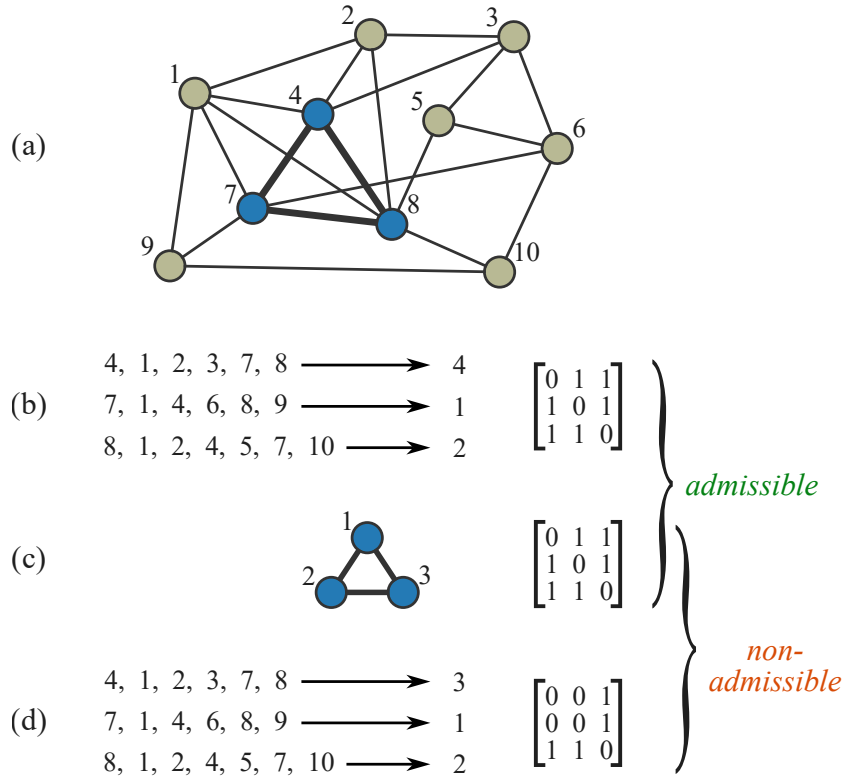 2
3
1
4
5
6
(a)
7
8
9
10
4, 1, 2, 3, 7, 8 4
(b) 7, 1, 4, 6, 8, 9 1
8, 1, 2, 4, 5, 7, 10 2
0 1 1
1 0 1
1 1 0
admissible
(c)
1
2 3
0 1 1
1 0 1
1 1 0
non-
admissible
4, 1, 2, 3, 7, 8 3
(d) 7, 1, 4, 6, 8, 9 1
8, 1, 2, 4, 5, 7, 10 2
0 0 1
0 0 1
1 1 0